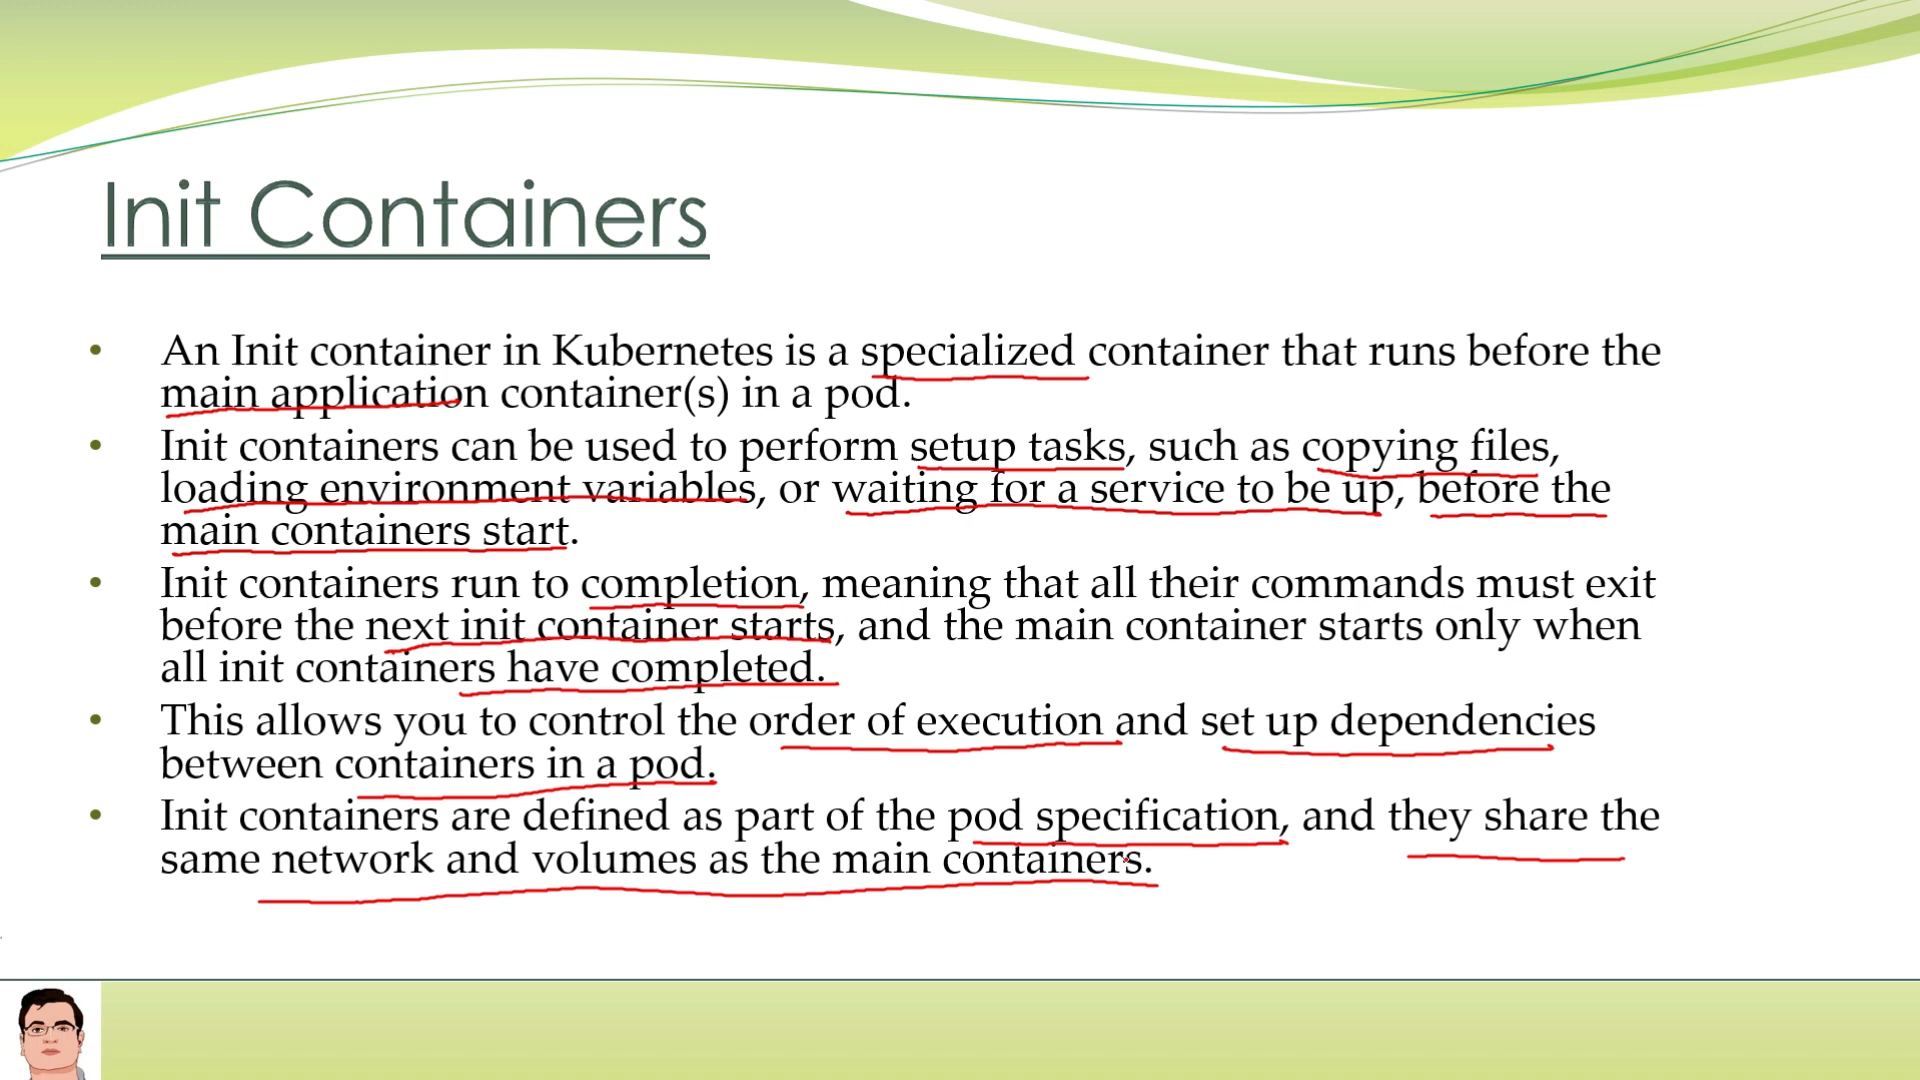 Init Containers
• An Init container in Kubernetes is a specialized container that runs before the
main application container(s) in a pod.
• Init containers can be used to perform setup tasks, such as copying files,
loading environment variables, or waiting for a service to be up, before the
main containers start.
• Init containers run to completion, meaning that all their commands must exit
before the next init container starts, and the main container starts only when
all init containers have completed.
• This allows you to control the order of execution and set up dependencies
between containers in a pod.
• Init containers are defined as part of the pod specification, and they share the
same network and volumes as the main containers.